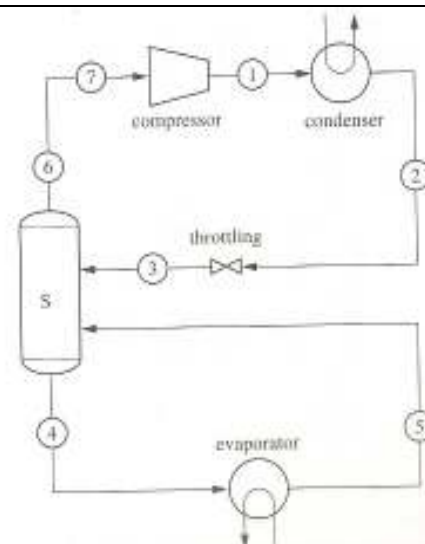 7
1
compressor
condenser
6
2
throttling
3
S
4
5
evaporator